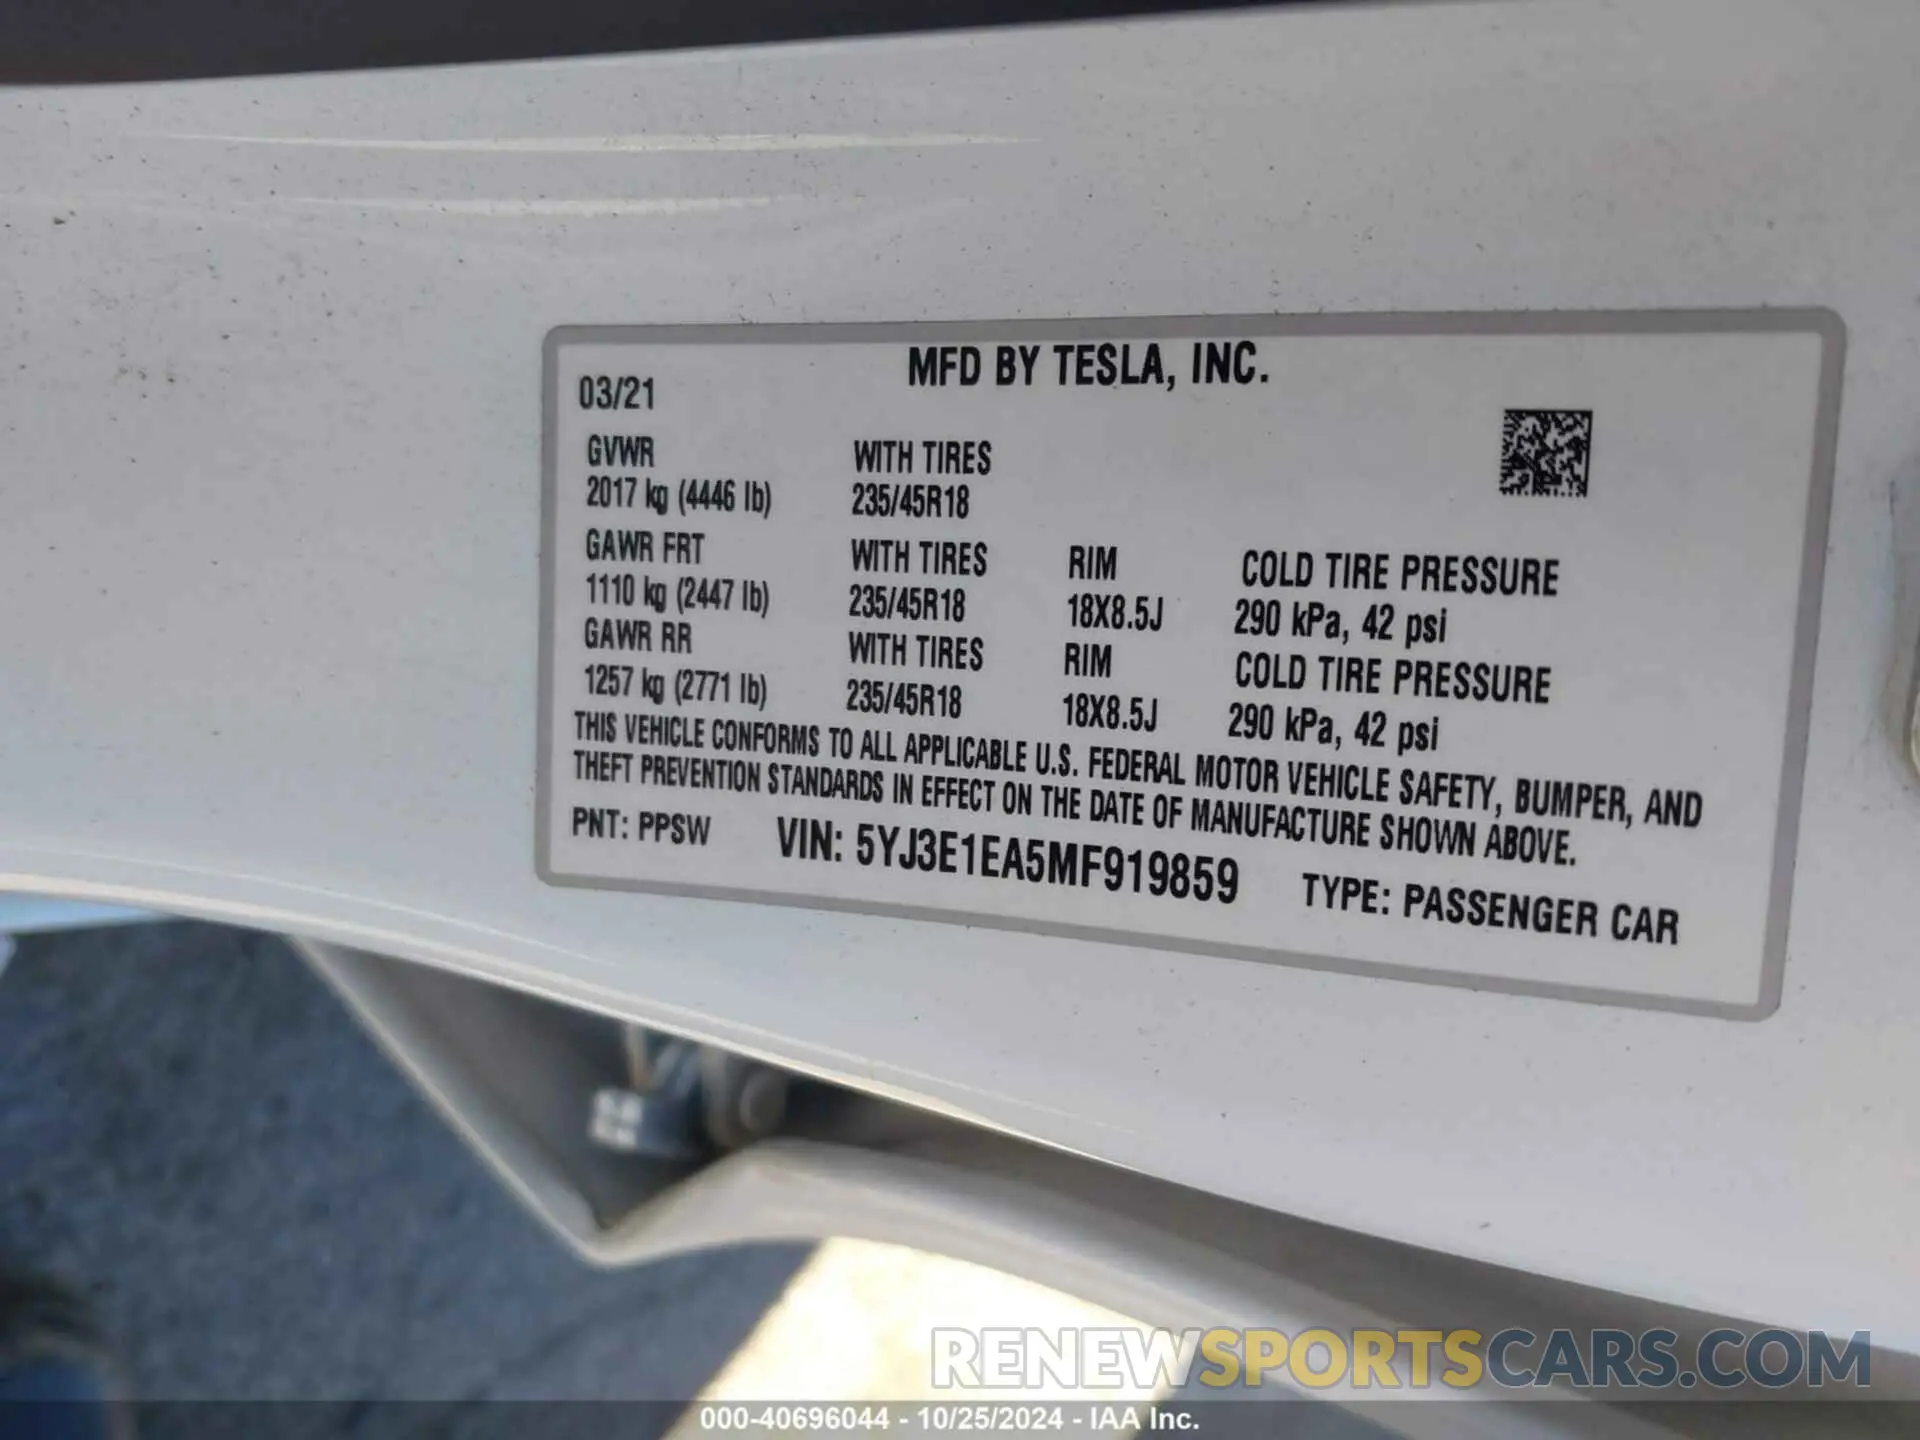 MFD BY TESLA, INC.
03/21
GVWR WITH TIRES
2017 kg (4446 lb) 235/45R18
GAWR FRT WITH TIRES RIM COLD TIRE PRESSURE
1110 kg (2447 lb) 235/45R18 18X8.5J 290 kPa, 42 psi
GAWR RR WITH TIRES RIM COLD TIRE PRESSURE
1257 kg (2771 lb) 235/45R18 18X8.5J 290 kPa, 42 psi
THIS VEHICLE CONFORMS TO ALL APPLICABLE U.S. FEDERAL MOTOR VEHICLE SAFETY, BUMPER, AND
THEFT PREVENTION STANDARDS IN EFFECT ON THE DATE OF MANUFACTURE SHOWN ABOVE.
PNT: PPSW VIN: 5YJ3E1EA5MF919859 TYPE: PASSENGER CAR
RENEWSPORTSCARS.COM
000-40696044 - 10/25/2024 - IAA Inc.